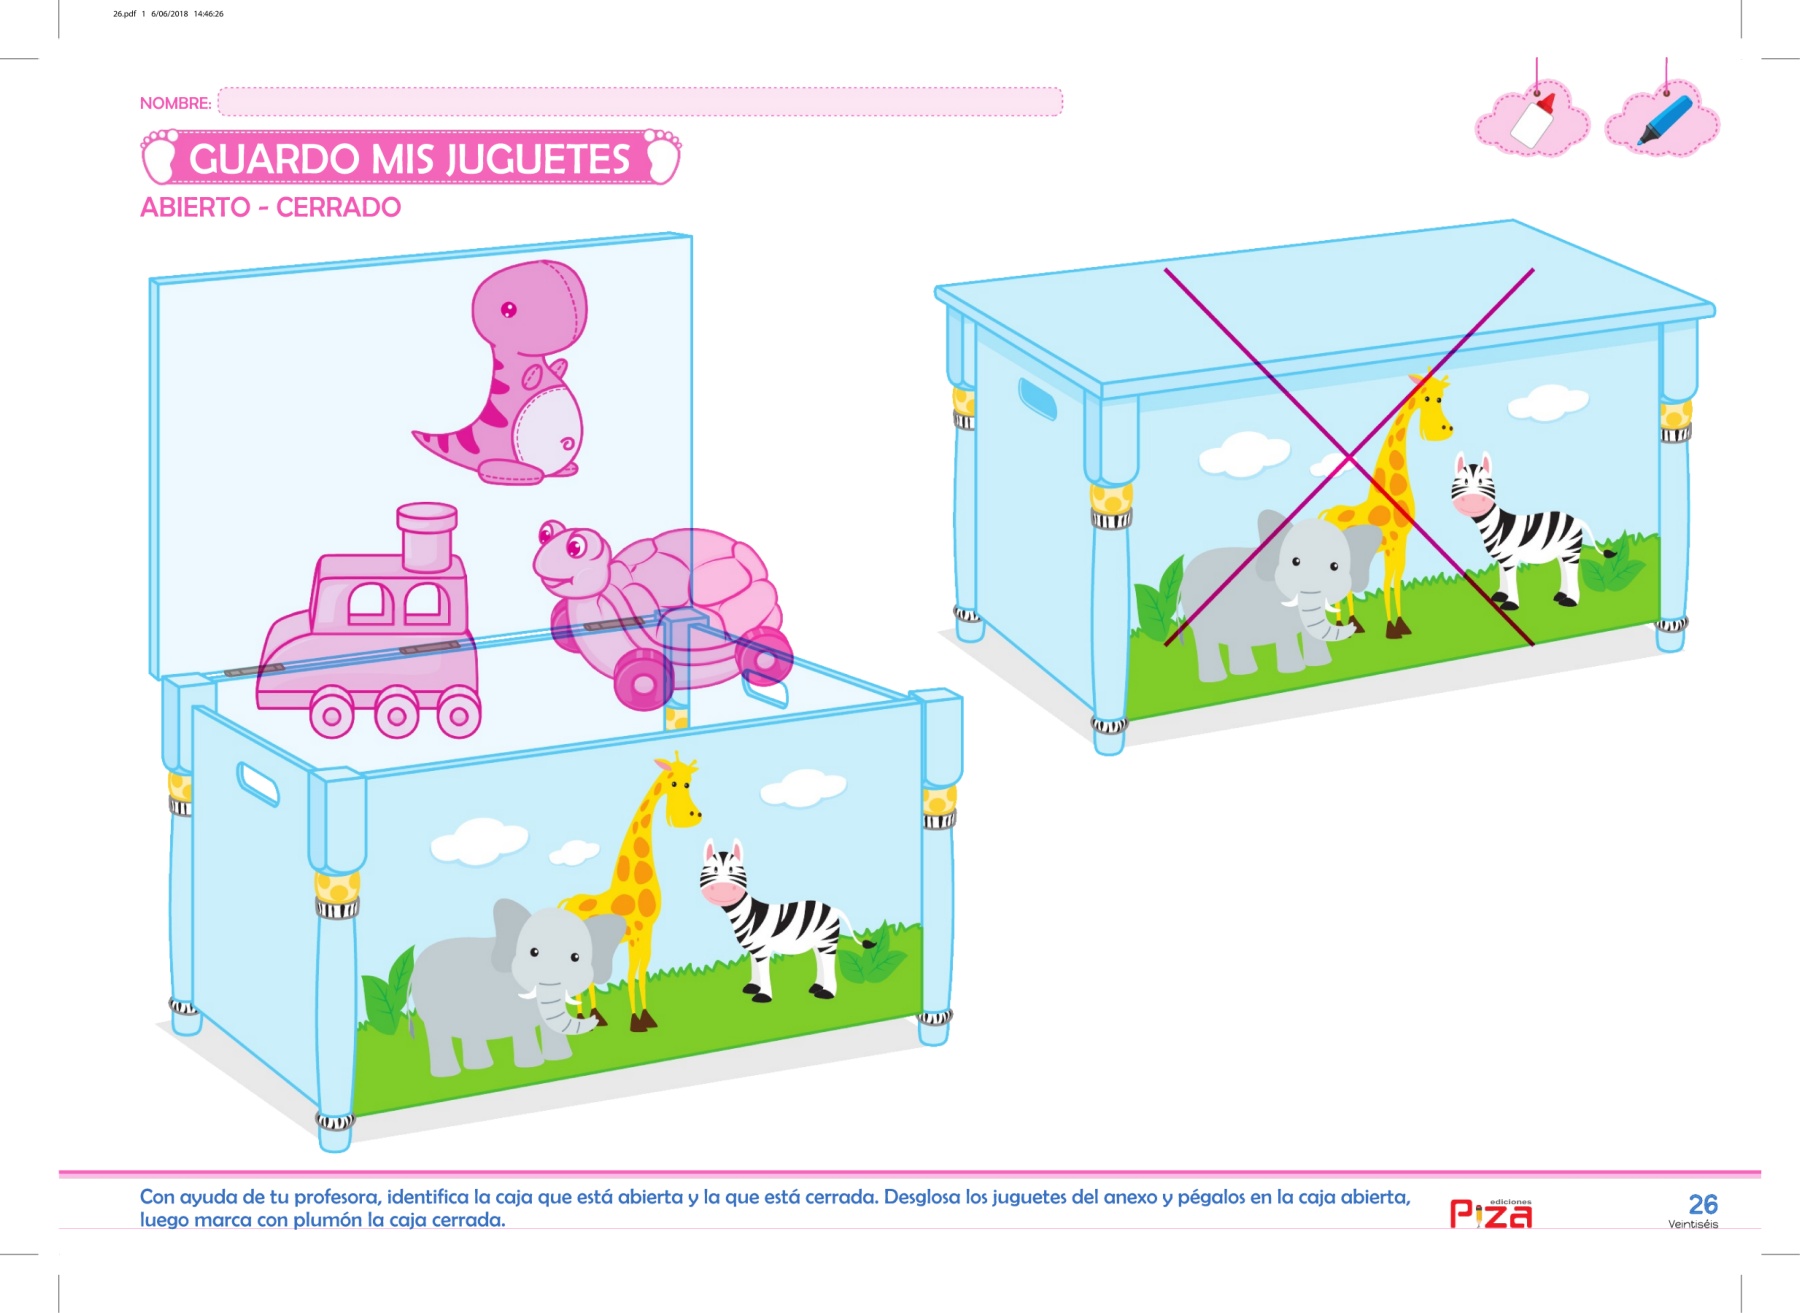 26.pdf 1 6/06/2018 14:46:26
NOMBRE:
GUARDO MIS JUGUETES
ABIERTO - CERRADO
Con ayuda de tu profesora, identifica la caja que está abierta y la que está cerrada. Desglosa los juguetes del anexo y pégalos en la caja abierta,
luego marca con plumón la caja cerrada.
ediciones
Piza
26
Veintiséis